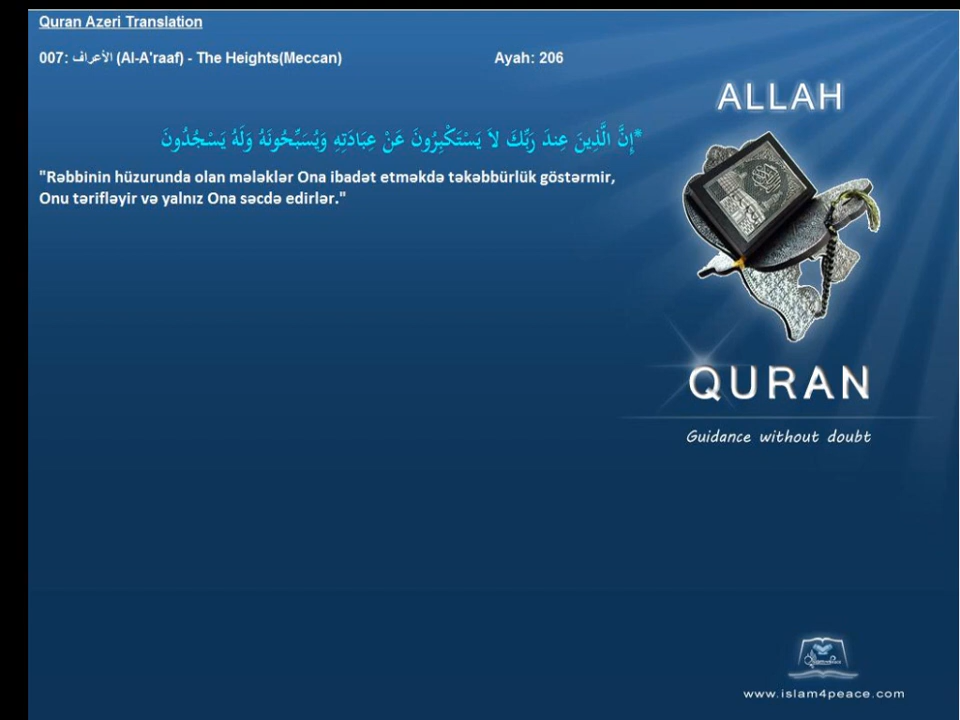 Quran Azeri Translation
007: الأعراف (Al-A'raaf) - The Heights(Meccan) Ayah: 206
*إِنَّ الَّذِينَ عِندَ رَبِّكَ لاَ يَسْتَكْبِرُونَ عَنْ عِبَادَتِهِ وَيُسَبِّحُونَهُ وَلَهُ يَسْجُدُونَ
"Rəbbinin hüzurunda olan mələklər Ona ibadət etməkdə təkəbbürlük göstərmir,
Onu tərifləyir və yalnız Ona səcdə edirlər."
ALLAH
QURAN
Guidance without doubt
www.islam4peace.com